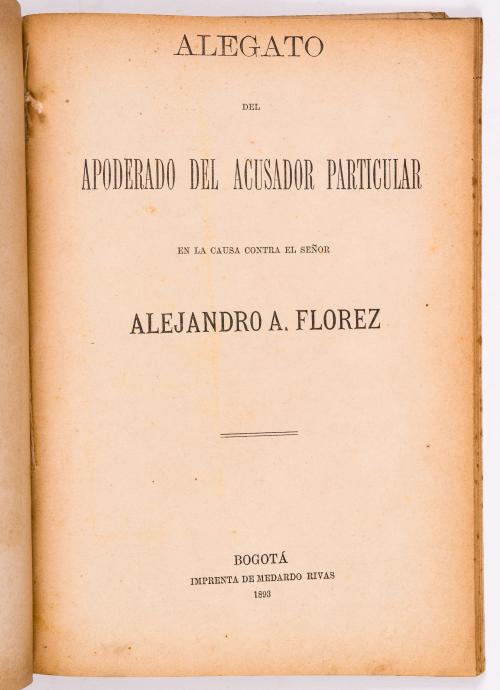 ALEGATO
DEL
APODERADO DEL ACUSADOR PARTICULAR
EN LA CAUSA CONTRA EL SEÑOR
ALEJANDRO A. FLOREZ
BOGOTÁ
IMPRENTA DE MEDARDO RIVAS
1893